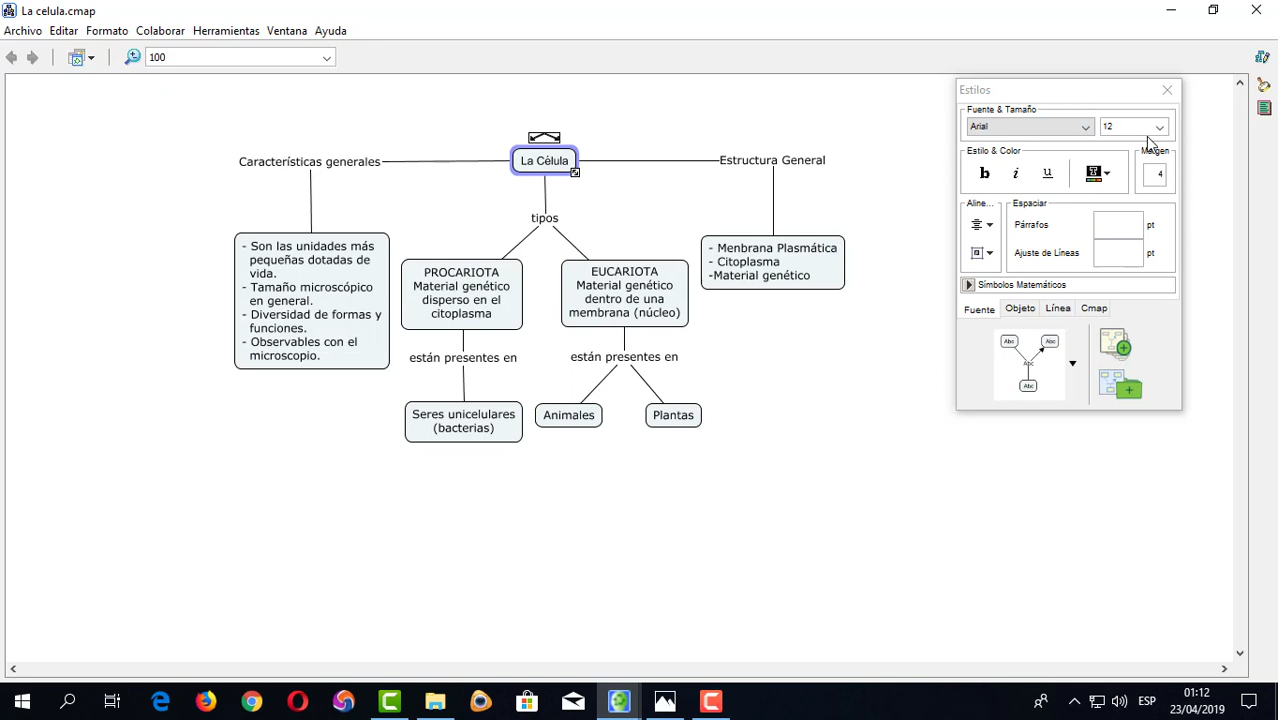 La celula.cmap
Archivo Editar Formato Colaborar Herramientas Ventana Ayuda
100
Características generales
La Célula
Estructura General
tipos
- Son las unidades más
pequeñas dotadas de
vida.
- Tamaño microscópico
en general.
- Diversidad de formas y
funciones.
- Observables con el
microscopio.
PROCARIOTA
Material genético
disperso en el
citoplasma
EUCARIOTA
Material genético
dentro de una
membrana (núcleo)
- Menbrana Plasmática
- Citoplasma
-Material genético
están presentes en
están presentes en
Seres unicelulares
(bacterias)
Animales
Plantas
Estilos
Fuente & Tamaño
Arial 12
Estilo & Color
Margen
b i u
4
Aline...
Espaciar
Párrafos pt
Ajuste de Líneas pt
Símbolos Matemáticos
Fuente Objeto Línea Cmap
Abc Abc
Abc
Abc
ESP
01:12
23/04/2019